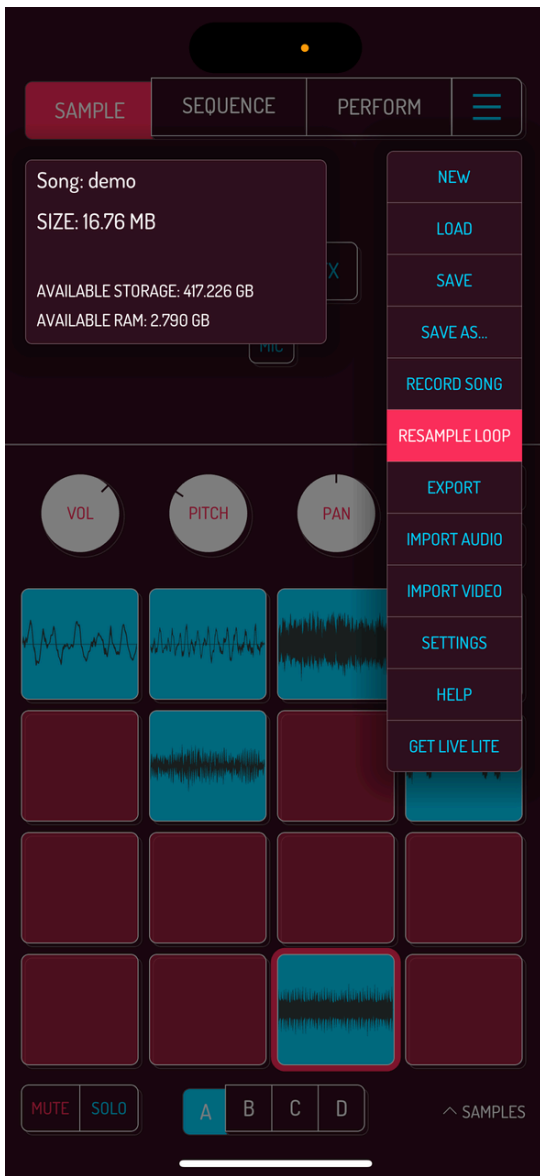 SAMPLE
SEQUENCE
PERFORM
Song: demo
SIZE: 16.76 MB
AVAILABLE STORAGE: 417.226 GB
AVAILABLE RAM: 2.790 GB
MIC
NEW
LOAD
SAVE
SAVE AS...
RECORD SONG
RESAMPLE LOOP
EXPORT
IMPORT AUDIO
IMPORT VIDEO
SETTINGS
HELP
GET LIVE LITE
VOL
PITCH
PAN
MUTE
SOLO
A
B
C
D
SAMPLES